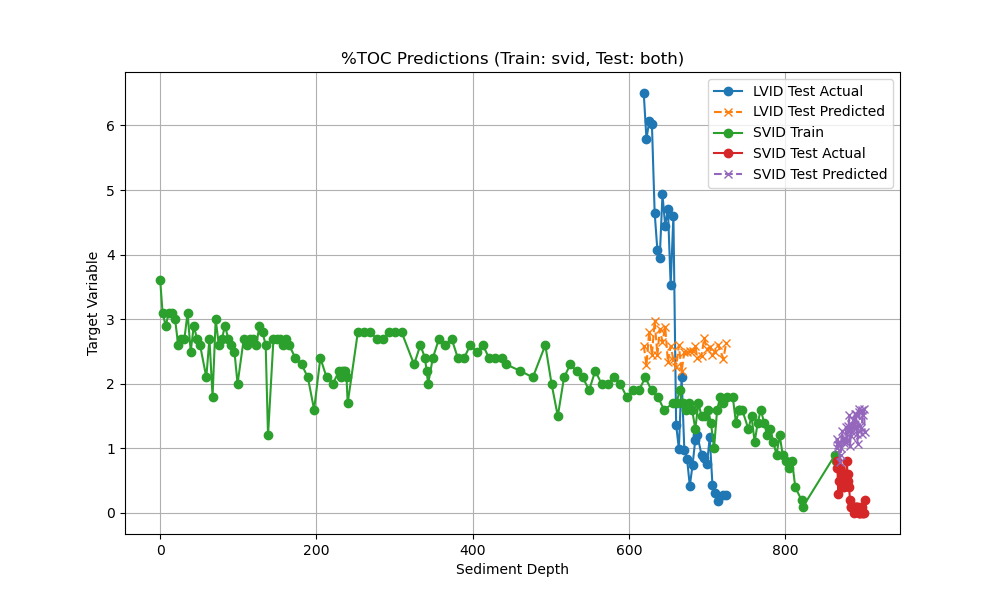 %TOC Predictions (Train: svid, Test: both)
LVID Test Actual
LVID Test Predicted
SVID Train
SVID Test Actual
SVID Test Predicted
Target Variable
6
5
4
3
2
1
0
0 200 400 600 800
Sediment Depth